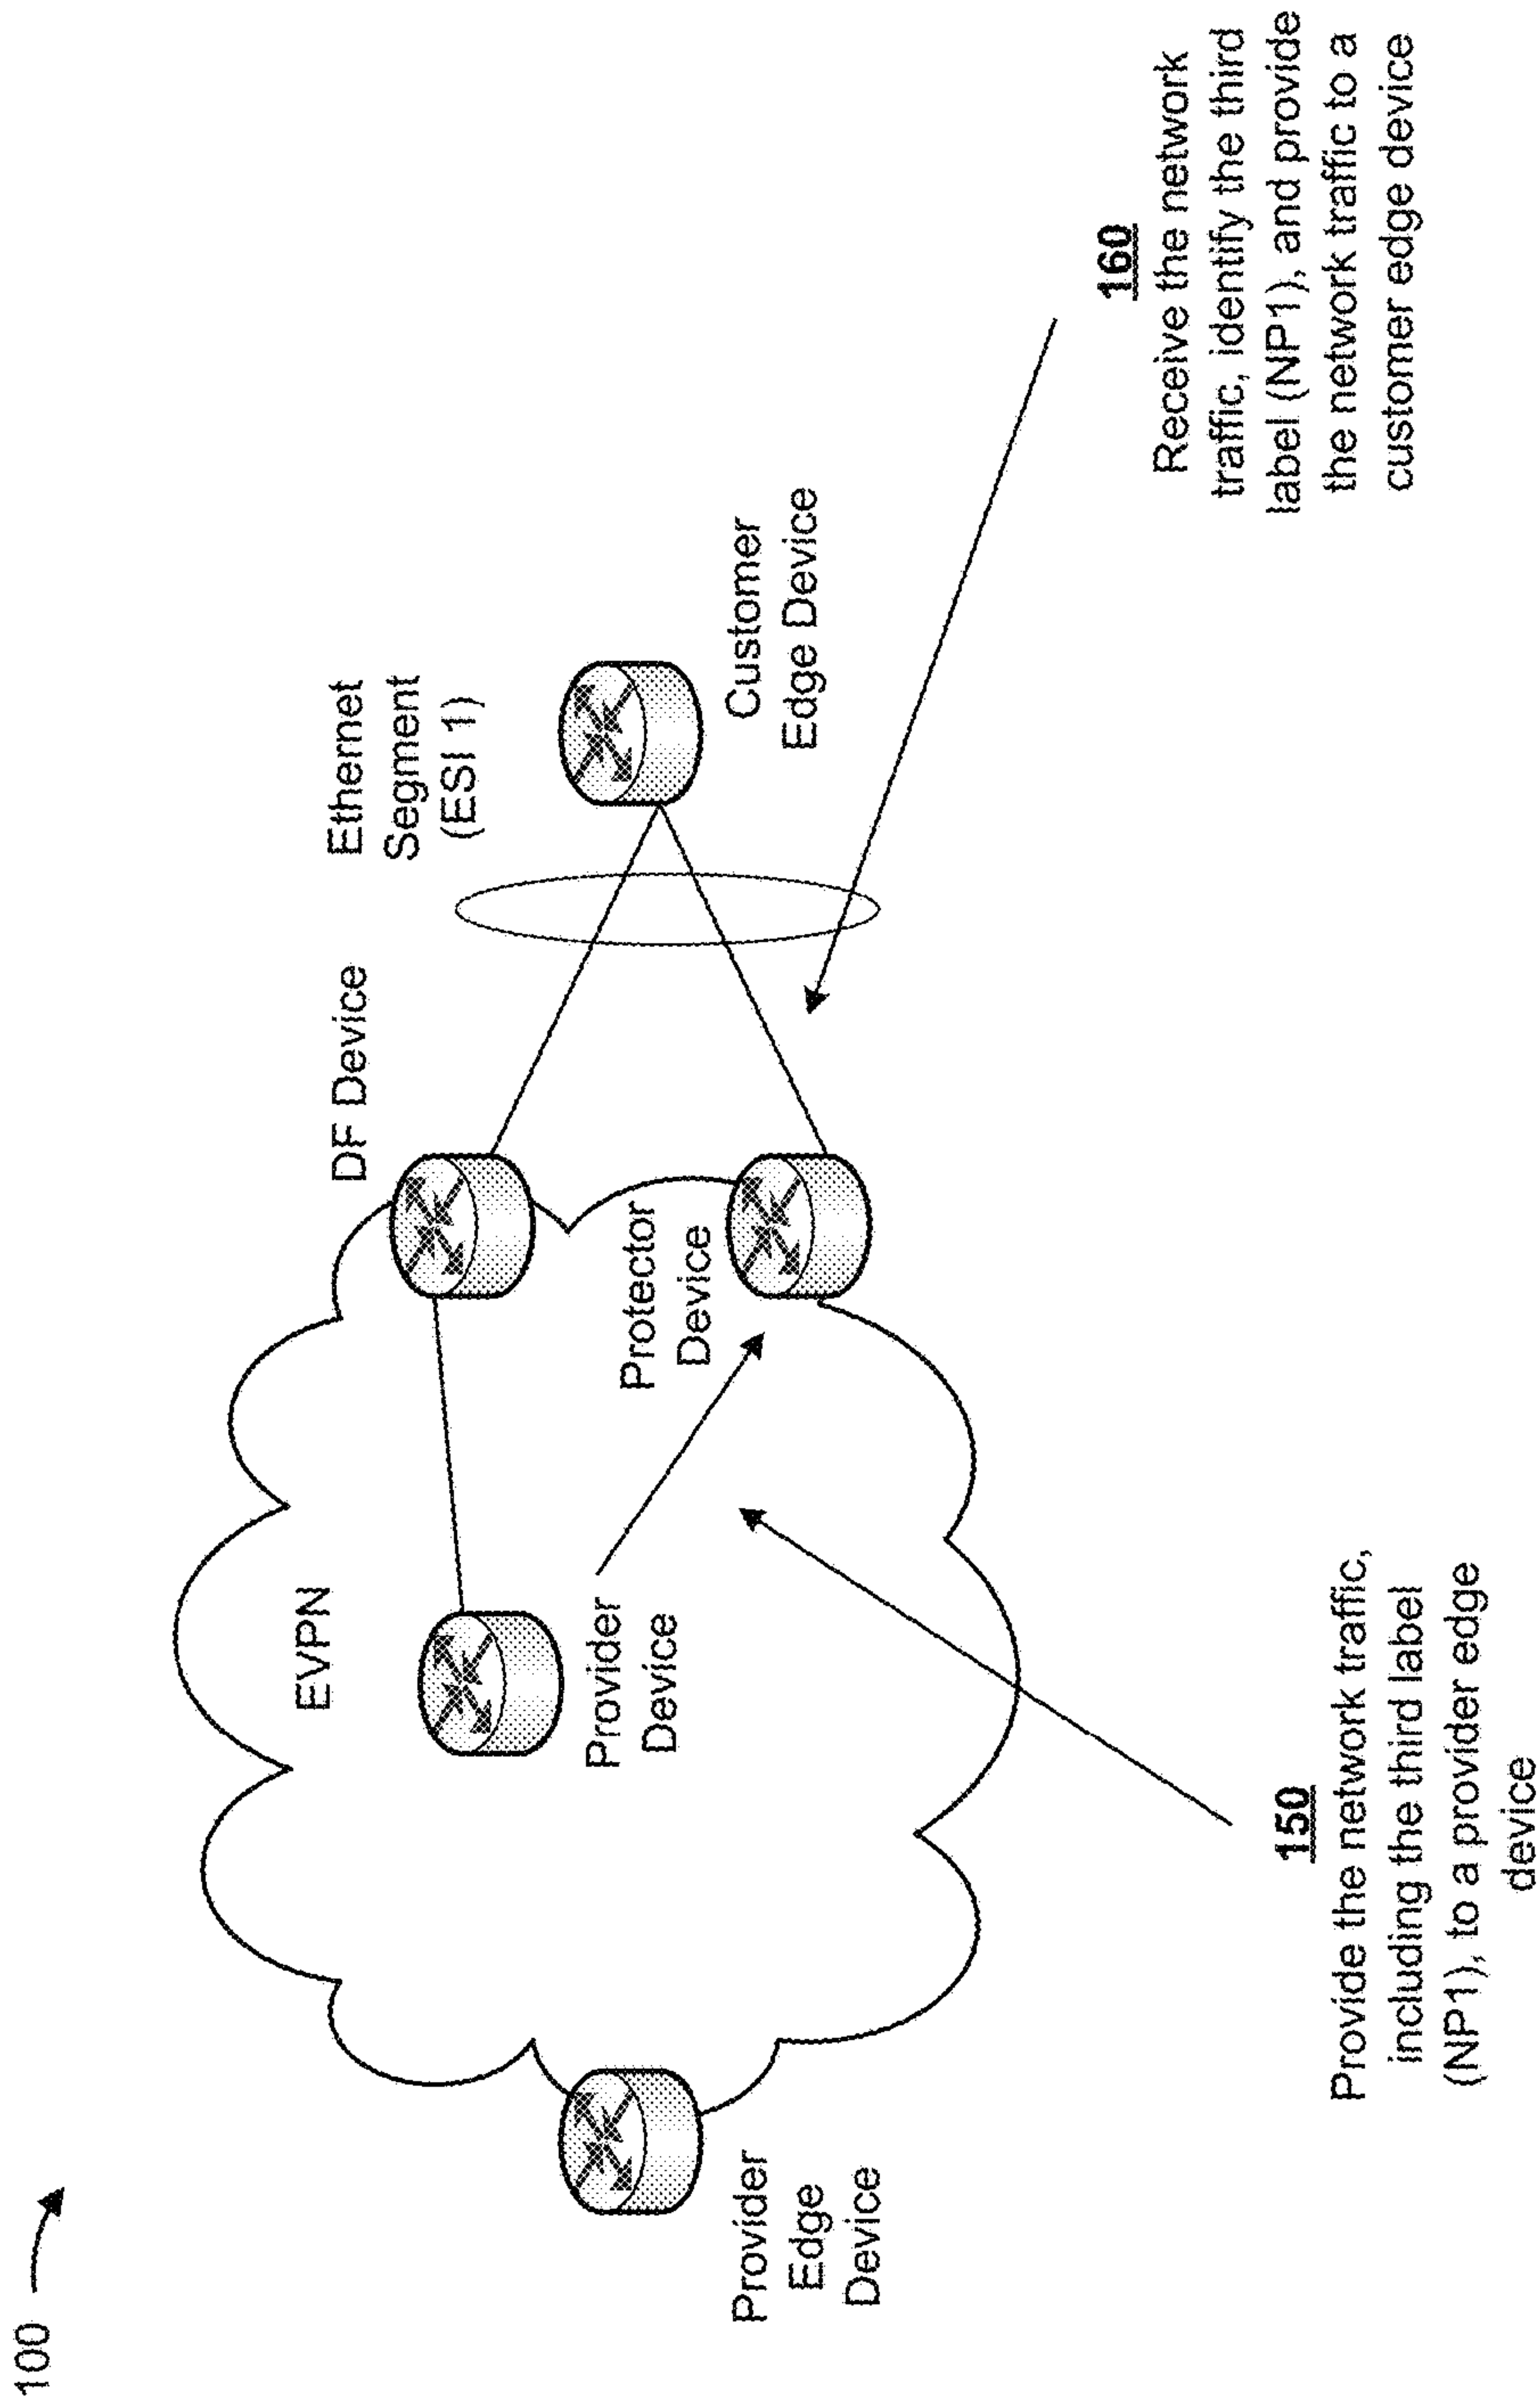 100
EVPN
Provider
Edge
Device
Provider
Device
DF Device
Protector
Device
Ethernet
Segment
(ESI 1)
Customer
Edge Device
150
Provide the network traffic,
including the third label
(NP1), to a provider edge
device
160
Receive the network
traffic, identify the third
label (NP1), and provide
the network traffic to a
customer edge device